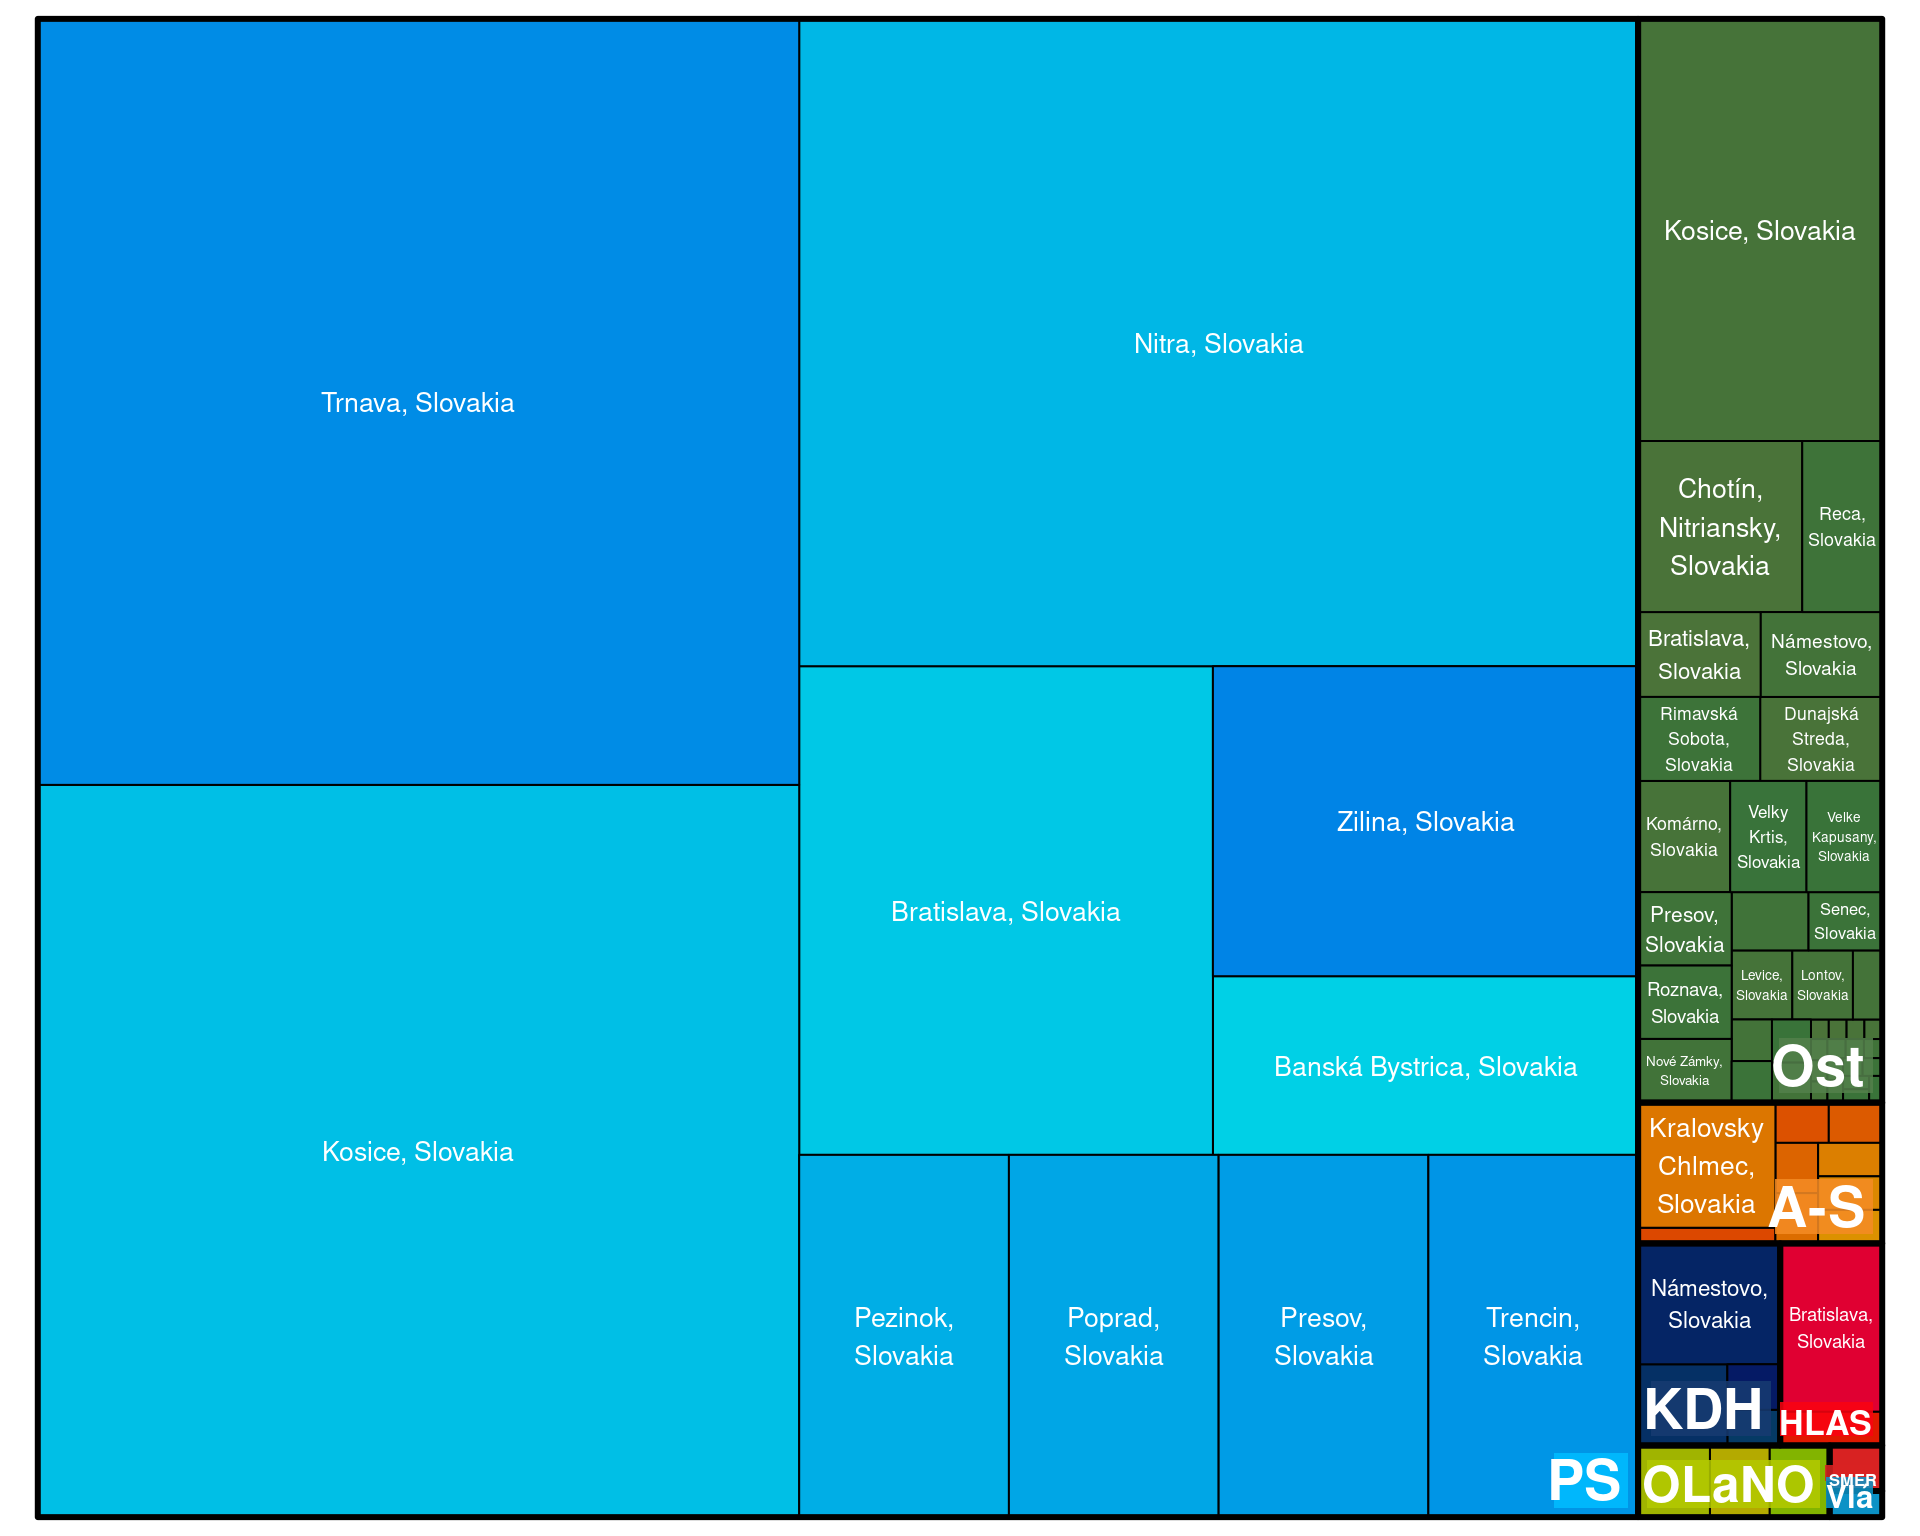 Trnava, Slovakia
Kosice, Slovakia
Nitra, Slovakia
Bratislava, Slovakia
Zilina, Slovakia
Banská Bystrica, Slovakia
Pezinok,
Slovakia
Poprad,
Slovakia
Presov,
Slovakia
Trencin,
Slovakia
PS
Kosice, Slovakia
Chotín,
Nitriansky,
Slovakia
Reca,
Slovakia
Bratislava,
Slovakia
Námestovo,
Slovakia
Rimavská
Sobota,
Slovakia
Dunajská
Streda,
Slovakia
Komárno,
Slovakia
Velky
Krtis,
Slovakia
Velke
Kapusany,
Slovakia
Presov,
Slovakia
Senec,
Slovakia
Roznava,
Slovakia
Levice,
Slovakia
Lontov,
Slovakia
Nové Zámky,
Slovakia
Ost
Kralovsky
Chlmec,
Slovakia
A-S
Námestovo,
Slovakia
KDH
Bratislava,
Slovakia
HLAS
OLaNO
SMER
Vlá